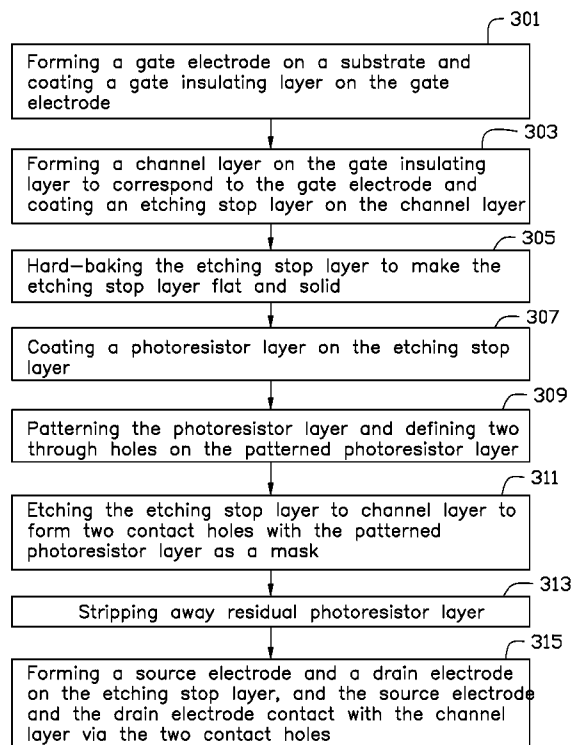 301
Forming a gate electrode on a substrate and
coating a gate insulating layer on the gate
electrode
303
Forming a channel layer on the gate insulating
layer to correspond to the gate electrode and
coating an etching stop layer on the channel layer
305
Hard-baking the etching stop layer to make the
etching stop layer flat and solid
307
Coating a photoresistor layer on the etching stop
layer
309
Patterning the photoresistor layer and defining two
through holes on the patterned photoresistor layer
311
Etching the etching stop layer to channel layer to
form two contact holes with the patterned
photoresistor layer as a mask
313
Stripping away residual photoresistor layer
315
Forming a source electrode and a drain electrode
on the etching stop layer, and the source electrode
and the drain electrode contact with the channel
layer via the two contact holes